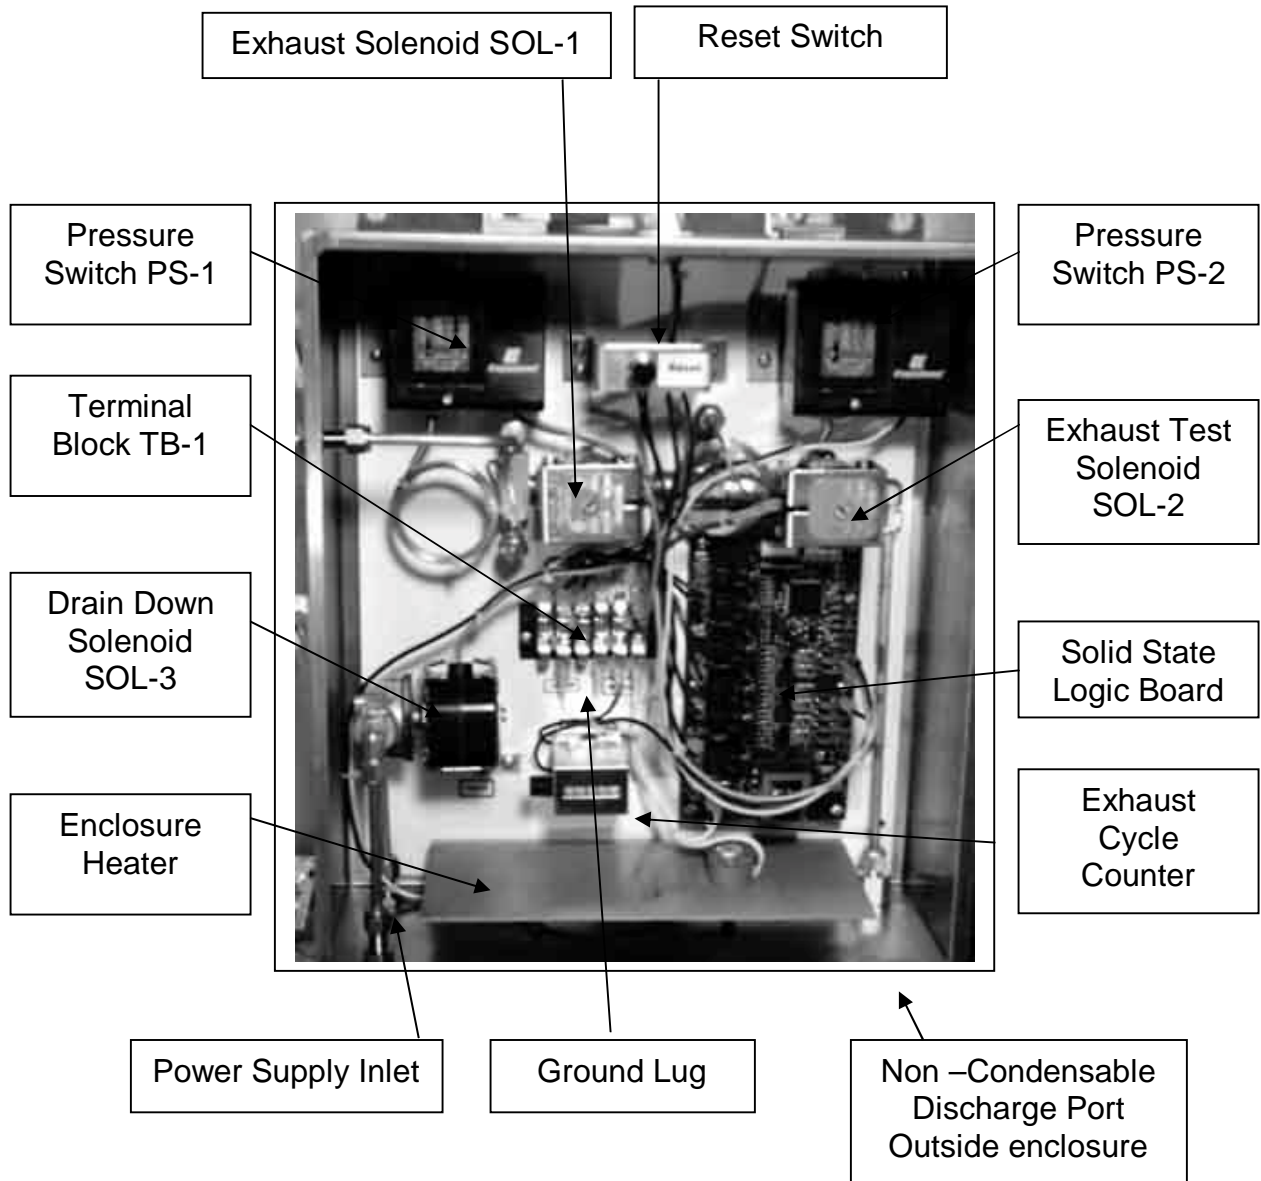 Exhaust Solenoid SOL-1
Reset Switch
Pressure
Switch PS-1
Pressure
Switch PS-2
Terminal
Block TB-1
Exhaust Test
Solenoid
SOL-2
Drain Down
Solenoid
SOL-3
Solid State
Logic Board
Enclosure
Heater
Exhaust
Cycle
Counter
Power Supply Inlet
Ground Lug
Non –Condensable
Discharge Port
Outside enclosure
Reset